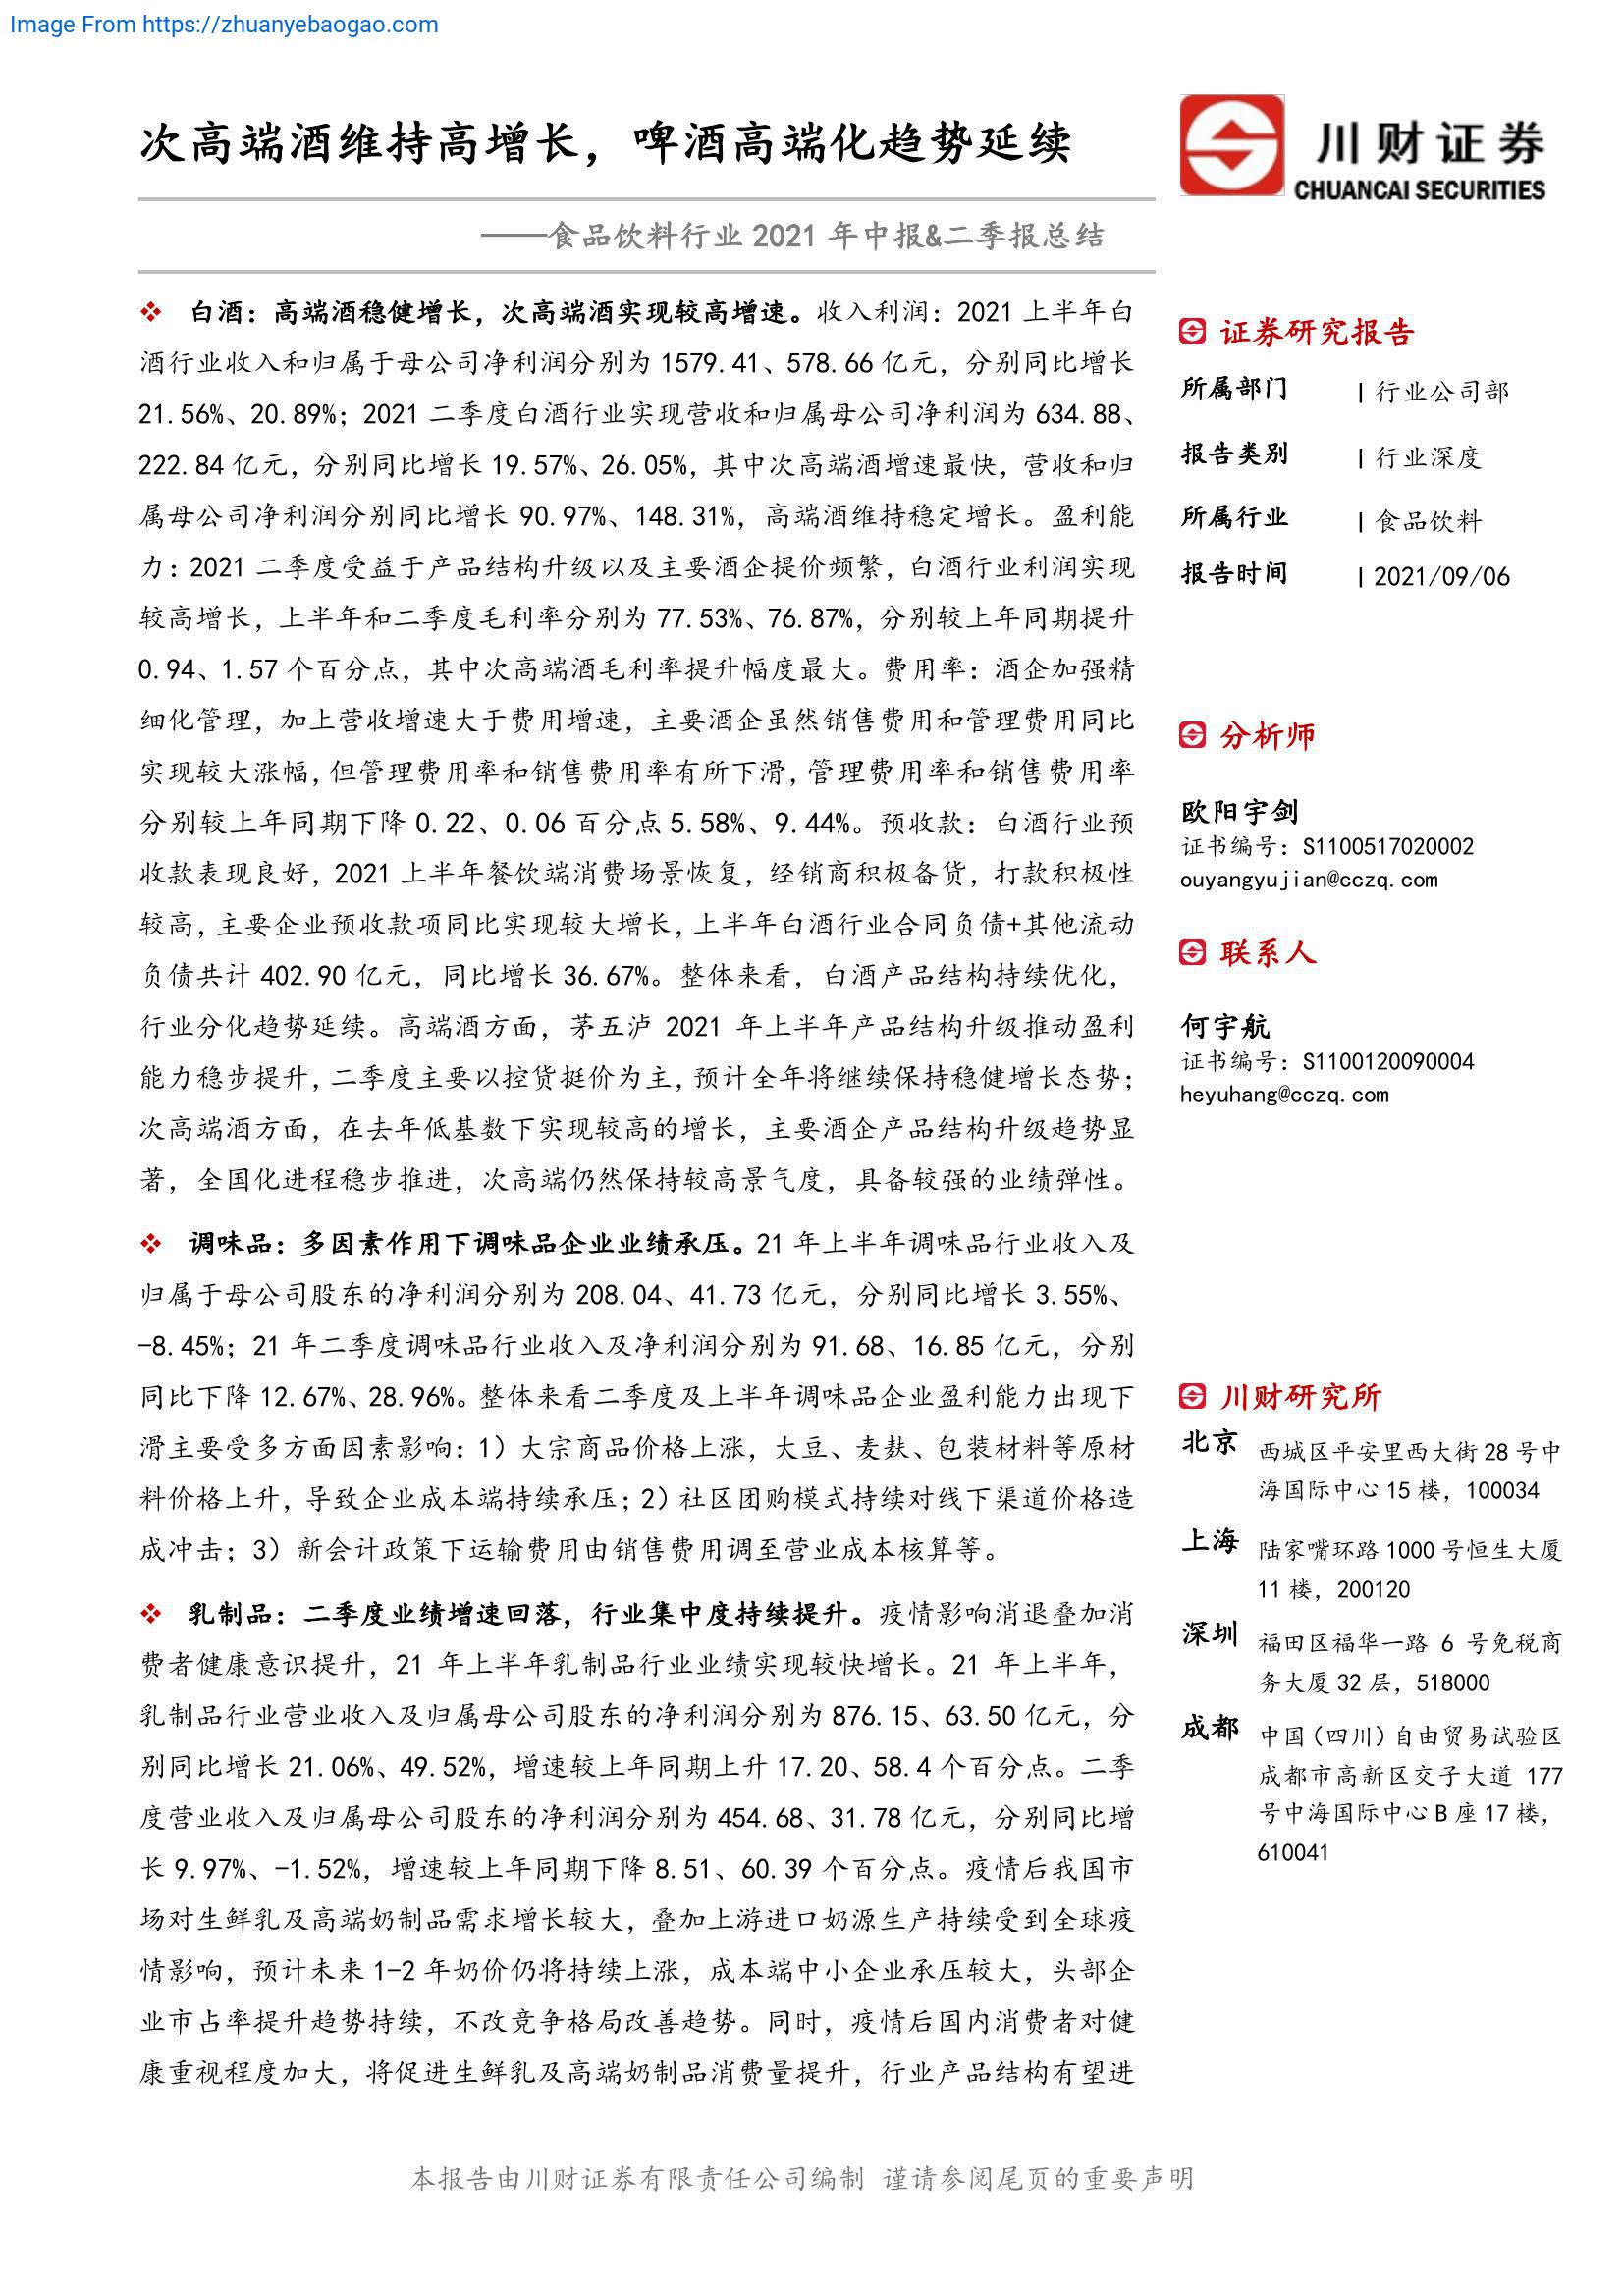 Image From https://zhuanyebaogao.com
次高端酒维持高增长，啤酒高端化趋势延续
——食品饮料行业 2021 年中报&二季报总结
❖ 白酒：高端酒稳健增长，次高端酒实现较高增速。收入利润：2021 上半年白
酒行业收入和归属于母公司净利润分别为 1579.41、578.66 亿元，分别同比增长
21.56%、20.89%；2021 二季度白酒行业实现营收和归属母公司净利润为 634.88、
222.84 亿元，分别同比增长 19.57%、26.05%，其中次高端酒增速最快，营收和归
属母公司净利润分别同比增长 90.97%、148.31%，高端酒维持稳定增长。盈利能
力：2021 二季度受益于产品结构升级以及主要酒企提价频繁，白酒行业利润实现
较高增长，上半年和二季度毛利率分别为 77.53%、76.87%，分别较上年同期提升
0.94、1.57 个百分点，其中次高端酒毛利率提升幅度最大。费用率：酒企加强精
细化管理，加上营收增速大于费用增速，主要酒企虽然销售费用和管理费用同比
实现较大涨幅，但管理费用率和销售费用率有所下滑，管理费用率和销售费用率
分别较上年同期下降 0.22、0.06 百分点 5.58%、9.44%。预收款：白酒行业预
收款表现良好，2021 上半年餐饮端消费场景恢复，经销商积极备货，打款积极性
较高，主要企业预收款项同比实现较大增长，上半年白酒行业合同负债+其他流动
负债共计 402.90 亿元，同比增长 36.67%。整体来看，白酒产品结构持续优化，
行业分化趋势延续。高端酒方面，茅五泸 2021 年上半年产品结构升级推动盈利
能力稳步提升，二季度主要以控货挺价为主，预计全年将继续保持稳健增长态势；
次高端酒方面，在去年低基数下实现较高的增长，主要酒企产品结构升级趋势显
著，全国化进程稳步推进，次高端仍然保持较高景气度，具备较强的业绩弹性。
❖ 调味品：多因素作用下调味品企业业绩承压。21 年上半年调味品行业收入及
归属于母公司股东的净利润分别为 208.04、41.73 亿元，分别同比增长 3.55%、
-8.45%；21 年二季度调味品行业收入及净利润分别为 91.68、16.85 亿元，分别
同比下降 12.67%、28.96%。整体来看二季度及上半年调味品企业盈利能力出现下
滑主要受多方面因素影响：1）大宗商品价格上涨，大豆、麦麸、包装材料等原材
料价格上升，导致企业成本端持续承压；2）社区团购模式持续对线下渠道价格造
成冲击；3）新会计政策下运输费用由销售费用调至营业成本核算等。
❖ 乳制品：二季度业绩增速回落，行业集中度持续提升。疫情影响消退叠加消
费者健康意识提升，21 年上半年乳制品行业业绩实现较快增长。21 年上半年，
乳制品行业营业收入及归属母公司股东的净利润分别为 876.15、63.50 亿元，分
别同比增长 21.06%、49.52%，增速较上年同期上升 17.20、58.4 个百分点。二季
度营业收入及归属母公司股东的净利润分别为 454.68、31.78 亿元，分别同比增
长 9.97%、-1.52%，增速较上年同期下降 8.51、60.39 个百分点。疫情后我国市
场对生鲜乳及高端奶制品需求增长较大，叠加上游进口奶源生产持续受到全球疫
情影响，预计未来 1-2 年奶价仍将持续上涨，成本端中小企业承压较大，头部企
业市占率提升趋势持续，不改竞争格局改善趋势。同时，疫情后国内消费者对健
康重视程度加大，将促进生鲜乳及高端奶制品消费量提升，行业产品结构有望进
川财证券
CHUANCAI SECURITIES
证券研究报告
所属部门 | 行业公司部
报告类别 | 行业深度
所属行业 | 食品饮料
报告时间 | 2021/09/06
分析师
欧阳宇剑
证书编号：S1100517020002
ouyangyujian@cczq.com
联系人
何宇航
证书编号：S1100120090004
heyuhang@cczq.com
川财研究所
北京 西城区平安里西大街 28 号中
海国际中心 15 楼，100034
上海 陆家嘴环路 1000 号恒生大厦
11 楼，200120
深圳 福田区福华一路 6 号免税商
务大厦 32 层，518000
成都 中国（四川）自由贸易试验区
成都市高新区交子大道 177
号中海国际中心 B 座 17 楼，
610041
本报告由川财证券有限责任公司编制 谨请参阅尾页的重要声明